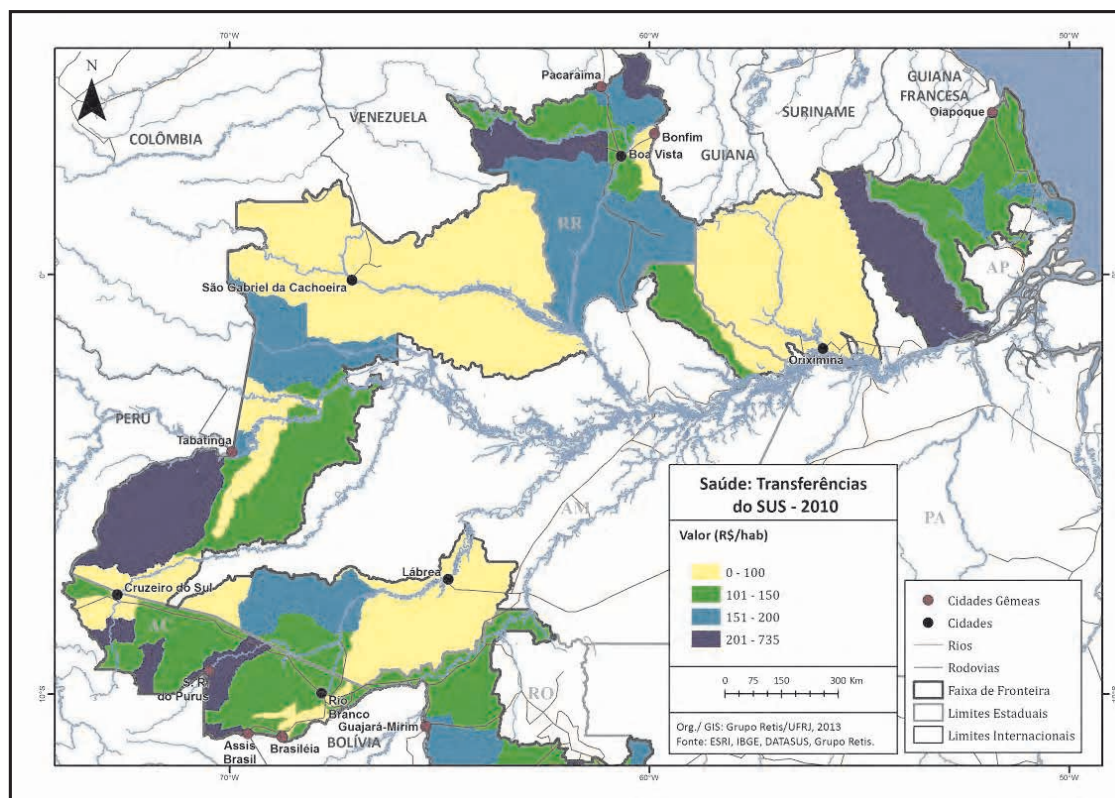 70°W
60°W
50°W
N
COLÔMBIA
VENEZUELA
Pacaraima
SURINAME
GUIANA
FRANCESA
Oiapoque
Bonfim
Boa Vista
GUIANA
RR
AP
0°
São Gabriel da Cachoeira
Oriximiná
PERU
Tabatinga
AM
PA
Lábrea
Cruzeiro do Sul
AC
S. R.
do Purus
Rio
Branco
RO
10°S
Guajará-Mirim
Assis
Brasil
Brasiléia
BOLÍVIA
Saúde: Transferências
do SUS - 2010
Valor (R$/hab)
0 - 100
101 - 150
151 - 200
201 - 735
0 75 150 300 Km
Org./ GIS: Grupo Retis/UFRJ, 2013
Fonte: ESRI, IBGE, DATASUS, Grupo Retis.
Cidades Gêmeas
Cidades
Rios
Rodovias
Faixa de Fronteira
Limites Estaduais
Limites Internacionais
70°W
60°W
50°W